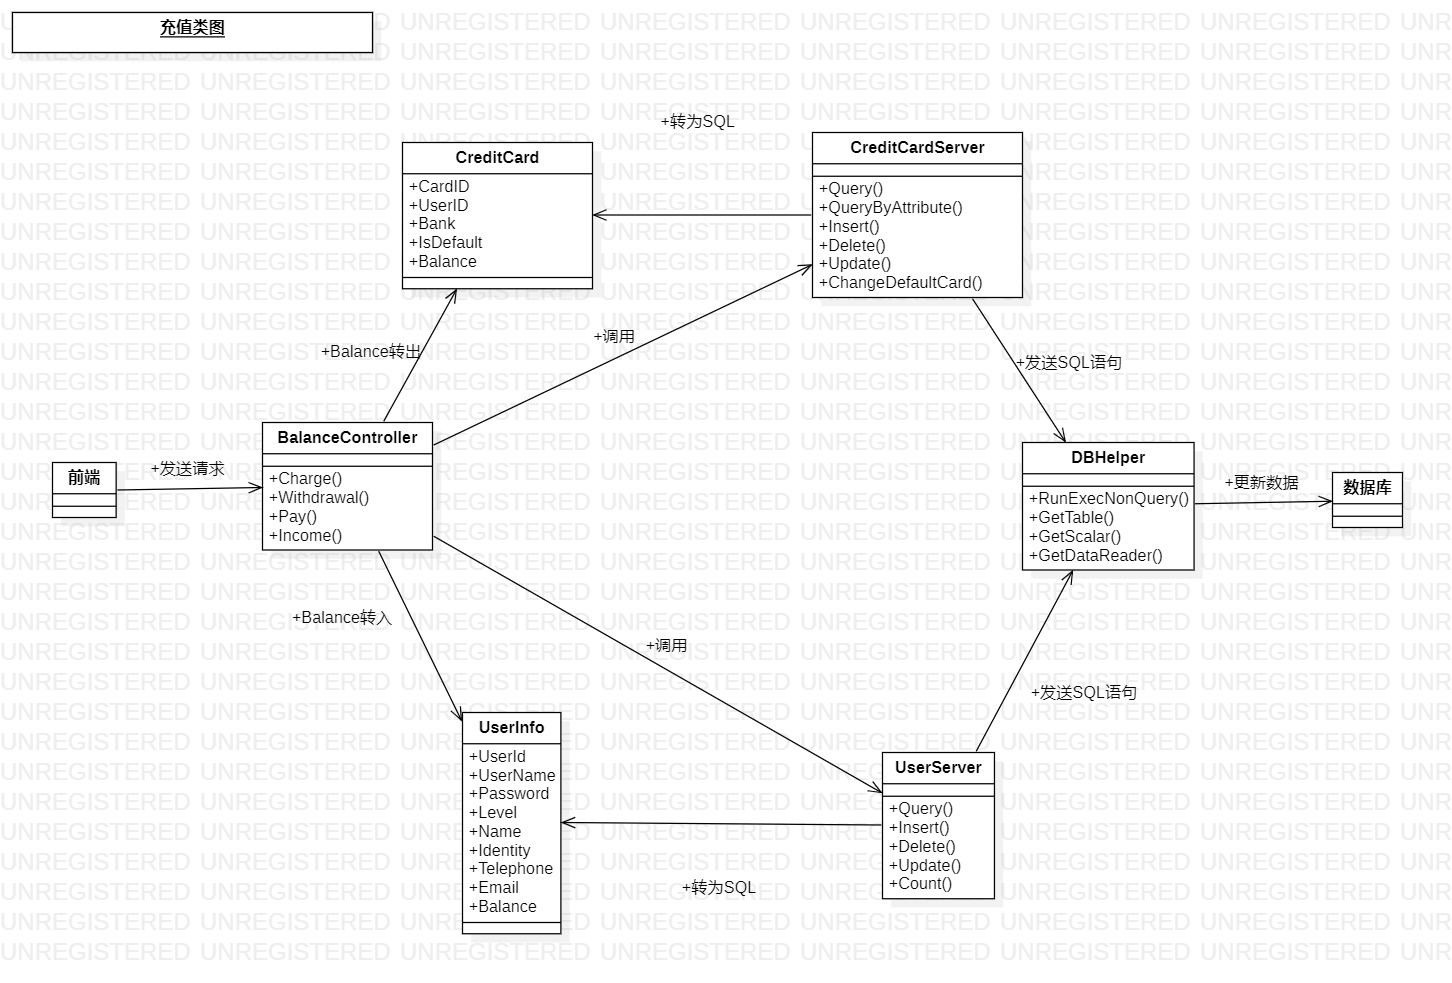 充值类图
+转为SQL
CreditCard
+CardID
+UserID
+Bank
+IsDefault
+Balance
CreditCardServer
+Query()
+QueryByAttribute()
+Insert()
+Delete()
+Update()
+ChangeDefaultCard()
+Balance转出
+调用
+发送SQL语句
前端
+发送请求
BalanceController
+Charge()
+Withdrawal()
+Pay()
+Income()
DBHelper
+RunExecNonQuery()
+GetTable()
+GetScalar()
+GetDataReader()
+更新数据
数据库
+Balance转入
+调用
+发送SQL语句
UserInfo
+UserId
+UserName
+Password
+Level
+Name
+Identity
+Telephone
+Email
+Balance
UserServer
+Query()
+Insert()
+Delete()
+Update()
+Count()
+转为SQL
UNREGISTERED